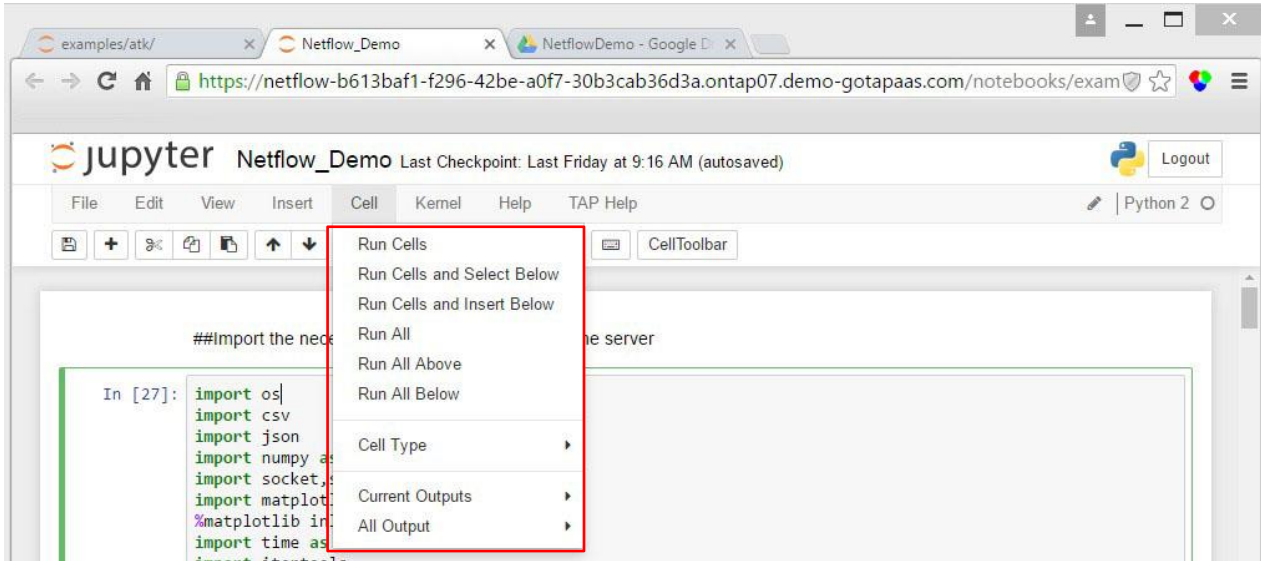 examples/atk/ Netflow_Demo NetflowDemo - Google D
https://netflow-b613baf1-f296-42be-a0f7-30b3cab36d3a.ontap07.demo-gotapaas.com/notebooks/exam
jupyter Netflow_Demo Last Checkpoint: Last Friday at 9:16 AM (autosaved) Logout
File Edit View Insert Cell Kernel Help TAP Help Python 2
CellToolbar
Run Cells
Run Cells and Select Below
Run Cells and Insert Below
Run All
Run All Above
Run All Below
Cell Type
Current Outputs
All Output
##Import the nece he server
In [27]: import os
import csv
import json
import numpy as
import socket,s
import matplotl
%matplotlib in
import time as
import itertools